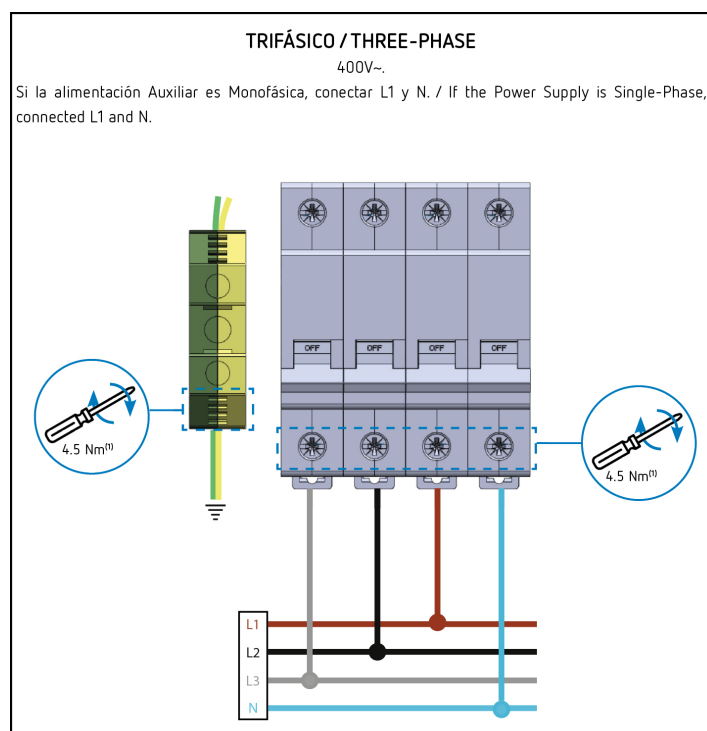 TRIFÁSICO / THREE-PHASE
400V~.
Si la alimentación Auxiliar es Monofásica, conectar L1 y N. / If the Power Supply is Single-Phase,
connected L1 and N.
OFF OFF OFF OFF
4.5 Nm⁽¹⁾
4.5 Nm⁽¹⁾
L1
L2
L3
N